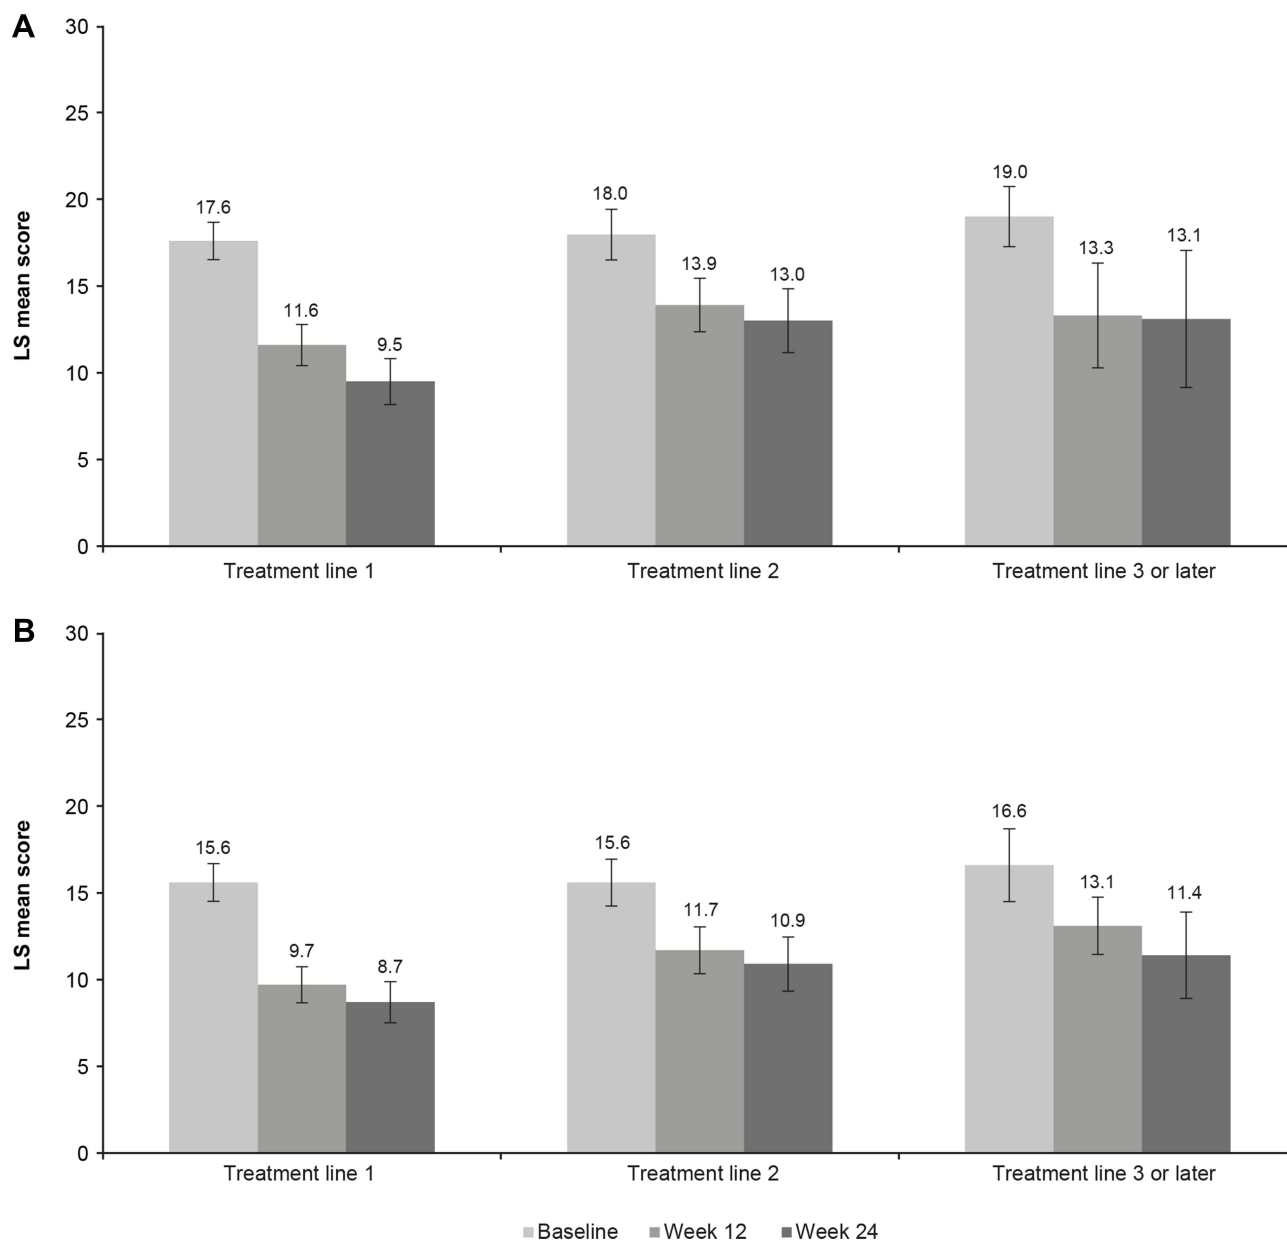 A
30
25
20
15
10
5
0
LS mean score
17.6
11.6
9.5
18.0
13.9
13.0
19.0
13.3
13.1
Treatment line 1
Treatment line 2
Treatment line 3 or later
B
30
25
20
15
10
5
0
LS mean score
15.6
9.7
8.7
15.6
11.7
10.9
16.6
13.1
11.4
Treatment line 1
Treatment line 2
Treatment line 3 or later
Baseline Week 12 Week 24